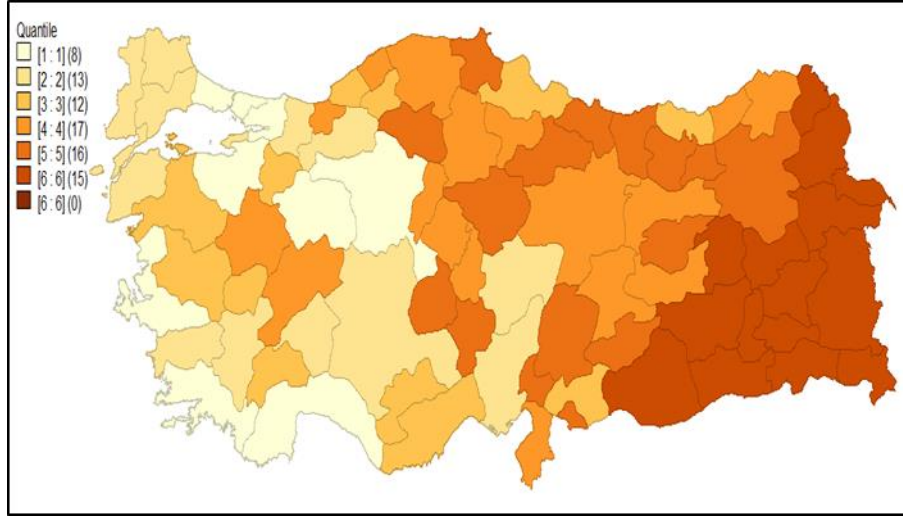 Quantile
[1 : 1] (8)
[2 : 2] (13)
[3 : 3] (12)
[4 : 4] (17)
[5 : 5] (16)
[6 : 6] (15)
[6 : 6] (0)